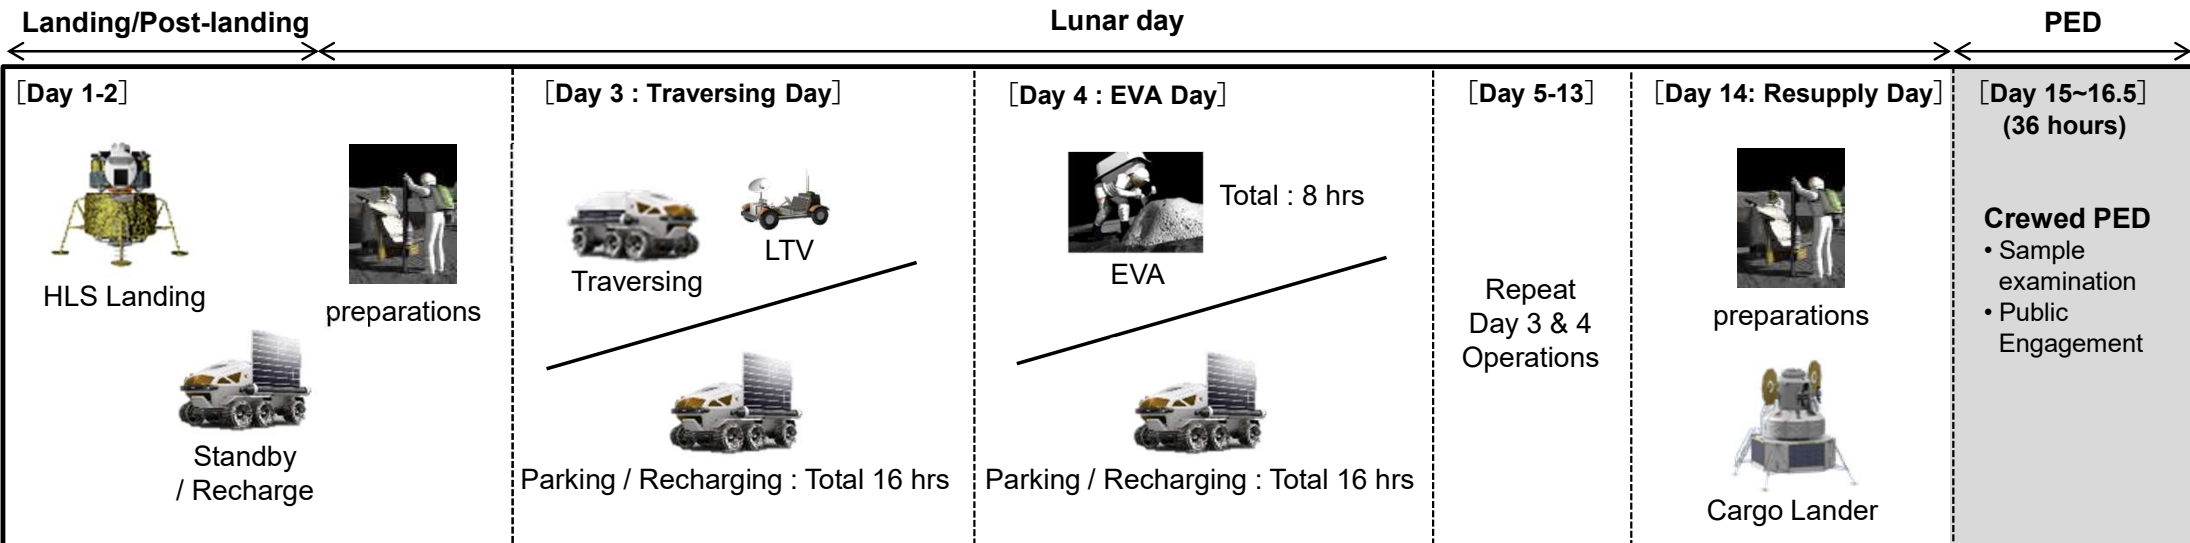 Landing/Post-landing
Lunar day
PED
[Day 1-2]
HLS Landing
preparations
Standby
/ Recharge
[Day 3 : Traversing Day]
Traversing
LTV
Parking / Recharging : Total 16 hrs
[Day 4 : EVA Day]
Total : 8 hrs
EVA
Parking / Recharging : Total 16 hrs
[Day 5-13]
Repeat
Day 3 & 4
Operations
[Day 14: Resupply Day]
preparations
Cargo Lander
[Day 15~16.5]
(36 hours)
Crewed PED
• Sample
examination
• Public
Engagement